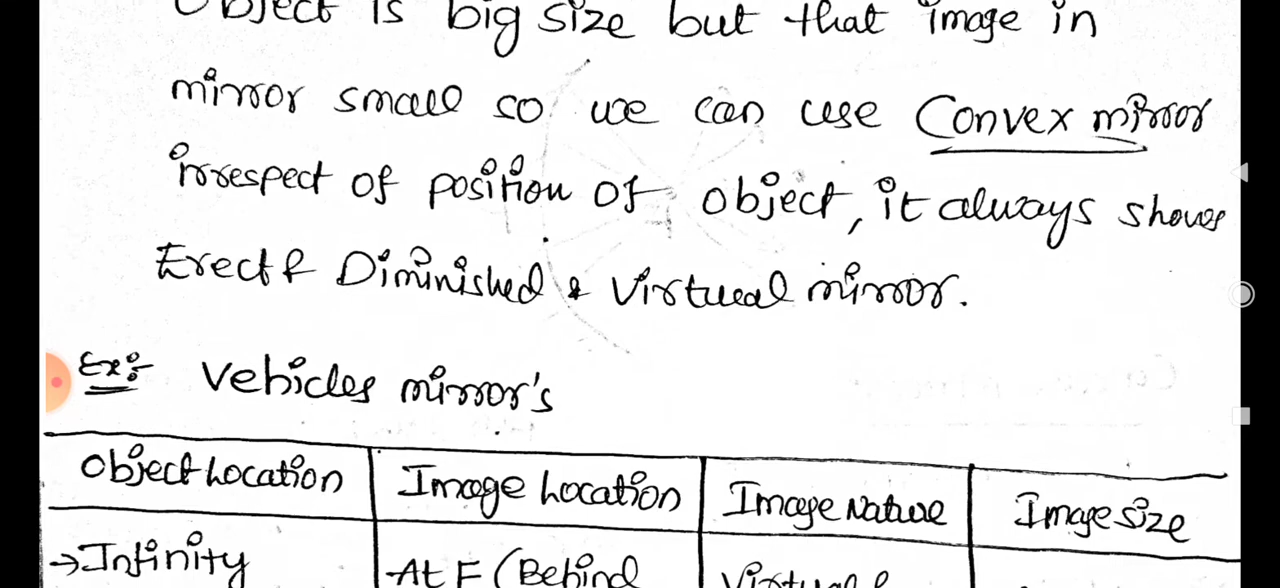 Object is big size but that image in
mirror small so we can use Convex mirror
irrespect of position of object, it always shows
Erect & Diminished & Virtual mirror.
Ex:- Vehicles mirror's
Object Location | Image Location | Image Nature | Image size
→ Infinity | At F (Behind | Virtual &